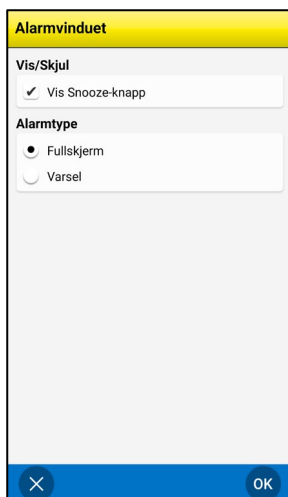 Alarmvinduet
Vis/Skjul
Vis Snooze-knapp
Alarmtype
Fullskjerm
Varsel
OK